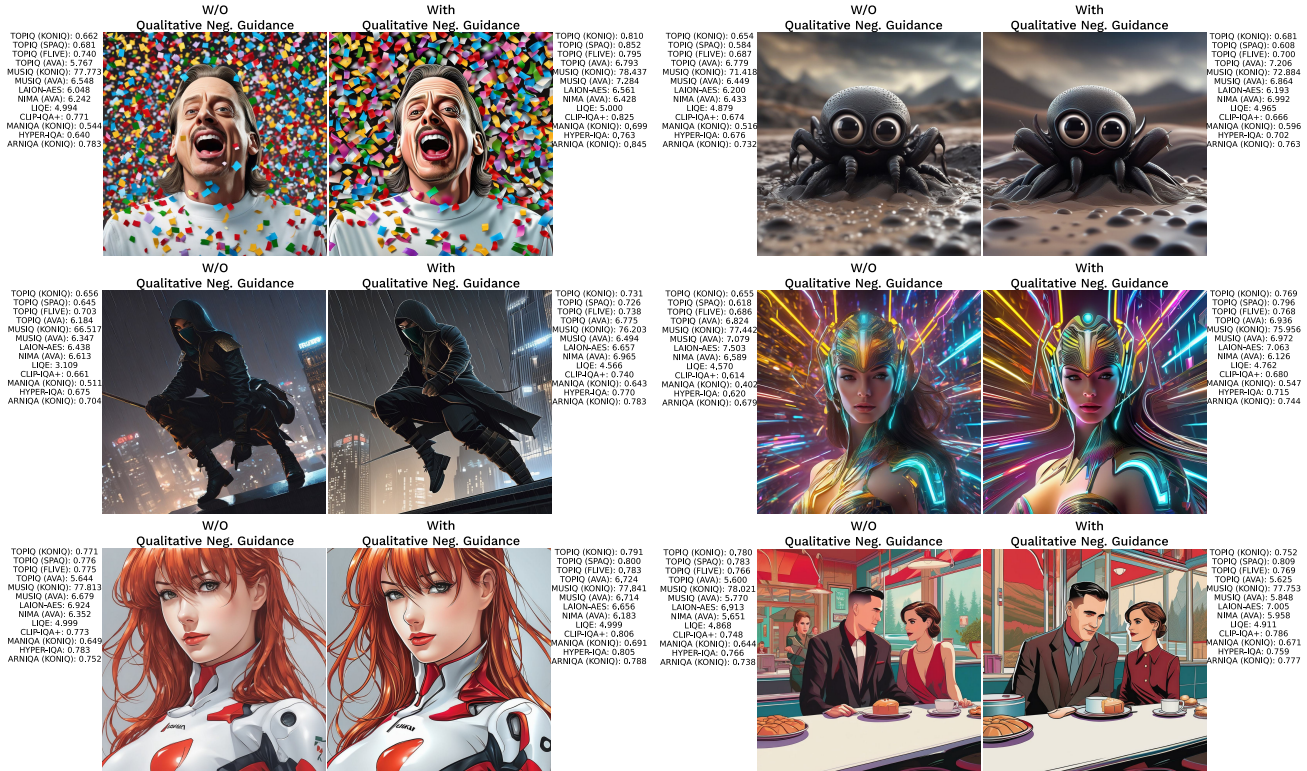 W/O
Qualitative Neg. Guidance
With
Qualitative Neg. Guidance
TOPIQ (KONIQ): 0.662
TOPIQ (SPAQ): 0.681
TOPIQ (FLIVE): 0.740
TOPIQ (AVA): 5.767
MUSIQ (KONIQ): 77.773
MUSIQ (AVA): 6.548
LAION-AES: 6.048
NIMA (AVA): 6.242
LIQE: 4.994
CLIP-IQA+: 0.771
MANIQA (KONIQ): 0.544
HYPER-IQA: 0.640
ARNIQA (KONIQ): 0.783
TOPIQ (KONIQ): 0.810
TOPIQ (SPAQ): 0.852
TOPIQ (FLIVE): 0.795
TOPIQ (AVA): 6.793
MUSIQ (KONIQ): 78.437
MUSIQ (AVA): 7.284
LAION-AES: 6.561
NIMA (AVA): 6.428
LIQE: 5.000
CLIP-IQA+: 0.825
MANIQA (KONIQ): 0.699
HYPER-IQA: 0.763
ARNIQA (KONIQ): 0.845
W/O
Qualitative Neg. Guidance
With
Qualitative Neg. Guidance
TOPIQ (KONIQ): 0.654
TOPIQ (SPAQ): 0.584
TOPIQ (FLIVE): 0.687
TOPIQ (AVA): 6.779
MUSIQ (KONIQ): 71.418
MUSIQ (AVA): 6.449
LAION-AES: 6.200
NIMA (AVA): 6.433
LIQE: 4.879
CLIP-IQA+: 0.674
MANIQA (KONIQ): 0.516
HYPER-IQA: 0.676
ARNIQA (KONIQ): 0.732
TOPIQ (KONIQ): 0.681
TOPIQ (SPAQ): 0.608
TOPIQ (FLIVE): 0.700
TOPIQ (AVA): 7.206
MUSIQ (KONIQ): 72.884
MUSIQ (AVA): 6.864
LAION-AES: 6.193
NIMA (AVA): 6.992
LIQE: 4.965
CLIP-IQA+: 0.666
MANIQA (KONIQ): 0.596
HYPER-IQA: 0.702
ARNIQA (KONIQ): 0.763
W/O
Qualitative Neg. Guidance
With
Qualitative Neg. Guidance
TOPIQ (KONIQ): 0.656
TOPIQ (SPAQ): 0.645
TOPIQ (FLIVE): 0.703
TOPIQ (AVA): 6.184
MUSIQ (KONIQ): 66.517
MUSIQ (AVA): 6.347
LAION-AES: 6.438
NIMA (AVA): 6.613
LIQE: 3.109
CLIP-IQA+: 0.661
MANIQA (KONIQ): 0.511
HYPER-IQA: 0.675
ARNIQA (KONIQ): 0.704
TOPIQ (KONIQ): 0.731
TOPIQ (SPAQ): 0.726
TOPIQ (FLIVE): 0.738
TOPIQ (AVA): 6.775
MUSIQ (KONIQ): 76.203
MUSIQ (AVA): 6.494
LAION-AES: 6.657
NIMA (AVA): 6.965
LIQE: 4.566
CLIP-IQA+: 0.740
MANIQA (KONIQ): 0.643
HYPER-IQA: 0.770
ARNIQA (KONIQ): 0.783
W/O
Qualitative Neg. Guidance
With
Qualitative Neg. Guidance
TOPIQ (KONIQ): 0.655
TOPIQ (SPAQ): 0.618
TOPIQ (FLIVE): 0.686
TOPIQ (AVA): 6.824
MUSIQ (KONIQ): 77.442
MUSIQ (AVA): 7.079
LAION-AES: 7.503
NIMA (AVA): 6.589
LIQE: 4.570
CLIP-IQA+: 0.614
MANIQA (KONIQ): 0.402
HYPER-IQA: 0.620
ARNIQA (KONIQ): 0.679
TOPIQ (KONIQ): 0.769
TOPIQ (SPAQ): 0.796
TOPIQ (FLIVE): 0.768
TOPIQ (AVA): 6.936
MUSIQ (KONIQ): 75.956
MUSIQ (AVA): 6.972
LAION-AES: 7.063
NIMA (AVA): 6.126
LIQE: 4.762
CLIP-IQA+: 0.680
MANIQA (KONIQ): 0.547
HYPER-IQA: 0.715
ARNIQA (KONIQ): 0.744
W/O
Qualitative Neg. Guidance
With
Qualitative Neg. Guidance
TOPIQ (KONIQ): 0.771
TOPIQ (SPAQ): 0.776
TOPIQ (FLIVE): 0.775
TOPIQ (AVA): 5.644
MUSIQ (KONIQ): 77.813
MUSIQ (AVA): 6.679
LAION-AES: 6.924
NIMA (AVA): 6.352
LIQE: 4.999
CLIP-IQA+: 0.773
MANIQA (KONIQ): 0.649
HYPER-IQA: 0.783
ARNIQA (KONIQ): 0.752
TOPIQ (KONIQ): 0.791
TOPIQ (SPAQ): 0.800
TOPIQ (FLIVE): 0.783
TOPIQ (AVA): 6.724
MUSIQ (KONIQ): 77.841
MUSIQ (AVA): 6.714
LAION-AES: 6.656
NIMA (AVA): 6.183
LIQE: 4.999
CLIP-IQA+: 0.806
MANIQA (KONIQ): 0.691
HYPER-IQA: 0.805
ARNIQA (KONIQ): 0.788
W/O
Qualitative Neg. Guidance
With
Qualitative Neg. Guidance
TOPIQ (KONIQ): 0.780
TOPIQ (SPAQ): 0.783
TOPIQ (FLIVE): 0.766
TOPIQ (AVA): 5.600
MUSIQ (KONIQ): 78.021
MUSIQ (AVA): 5.770
LAION-AES: 6.913
NIMA (AVA): 5.651
LIQE: 4.868
CLIP-IQA+: 0.748
MANIQA (KONIQ): 0.644
HYPER-IQA: 0.766
ARNIQA (KONIQ): 0.738
TOPIQ (KONIQ): 0.752
TOPIQ (SPAQ): 0.809
TOPIQ (FLIVE): 0.769
TOPIQ (AVA): 5.625
MUSIQ (KONIQ): 77.753
MUSIQ (AVA): 5.848
LAION-AES: 7.005
NIMA (AVA): 5.958
LIQE: 4.911
CLIP-IQA+: 0.786
MANIQA (KONIQ): 0.671
HYPER-IQA: 0.759
ARNIQA (KONIQ): 0.777